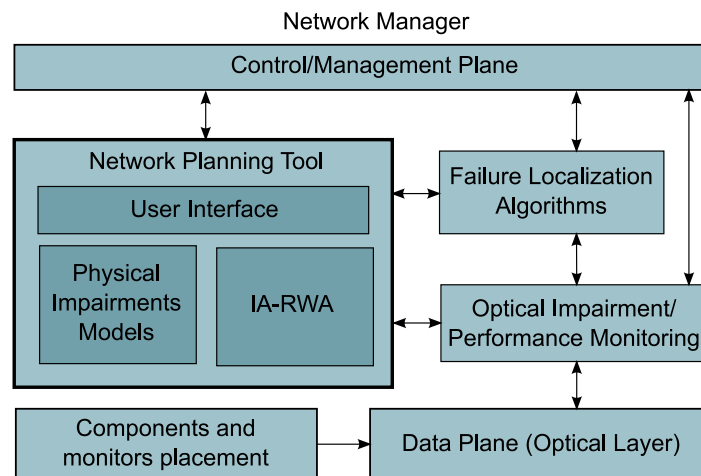 Network Manager
Control/Management Plane
Network Planning Tool
User Interface
Physical
Impairments
Models
IA-RWA
Failure Localization
Algorithms
Optical Impairment/
Performance Monitoring
Components and
monitors placement
Data Plane (Optical Layer)